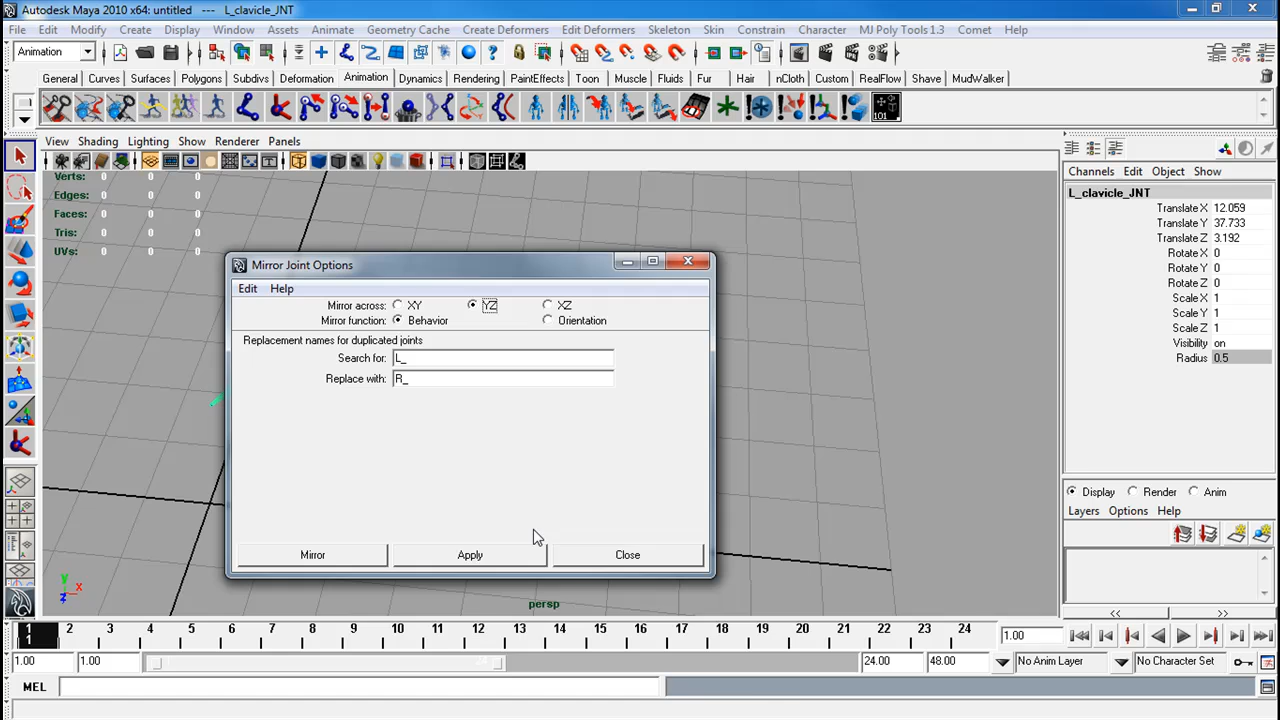 Autodesk Maya 2010 x64: untitled --- L_clavicle_JNT
File Edit Modify Create Display Window Assets Animate Geometry Cache Create Deformers Edit Deformers Skeleton Skin Constrain Character MJ Poly Tools 1.3 Comet Help
Animation
General Curves Surfaces Polygons Subdivs Deformation Animation Dynamics Rendering PaintEffects Toon Muscle Fluids Fur Hair nCloth Custom RealFlow Shave MudWalker
101
View Shading Lighting Show Renderer Panels
Channels Edit Object Show
Verts: 0 0 0
Edges: 0 0 0
Faces: 0 0 0
Tris: 0 0 0
UVs: 0 0 0
L_clavicle_JNT
Translate X 12.059
Translate Y 37.733
Translate Z 3.192
Rotate X 0
Rotate Y 0
Rotate Z 0
Scale X 1
Scale Y 1
Scale Z 1
Visibility on
Radius 0.5
Mirror Joint Options
Edit Help
Mirror across: XY YZ XZ
Mirror function: Behavior Orientation
Replacement names for duplicated joints
Search for: L_
Replace with: R_
Mirror Apply Close
Display Render Anim
Layers Options Help
<< >>
Y X Z
persp
1 2 3 4 5 6 7 8 9 10 11 12 13 14 15 16 17 18 19 20 21 22 23 24 1.00
1
1.00 1.00 24.00 48.00 No Anim Layer No Character Set
MEL